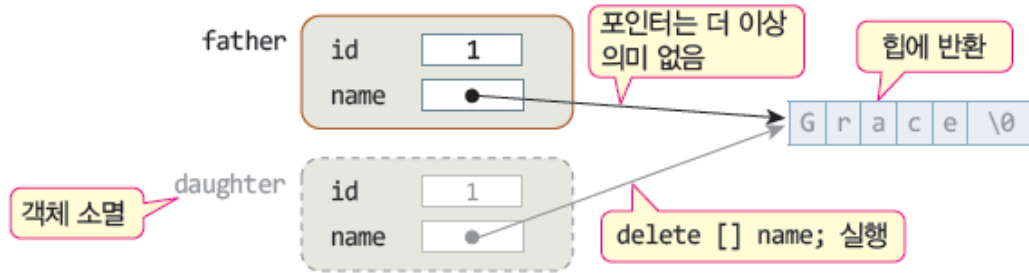 father
id 1
name
포인터는 더 이상
의미 없음
힙에 반환
G r a c e \0
daughter
객체 소멸
id 1
name
delete [] name; 실행